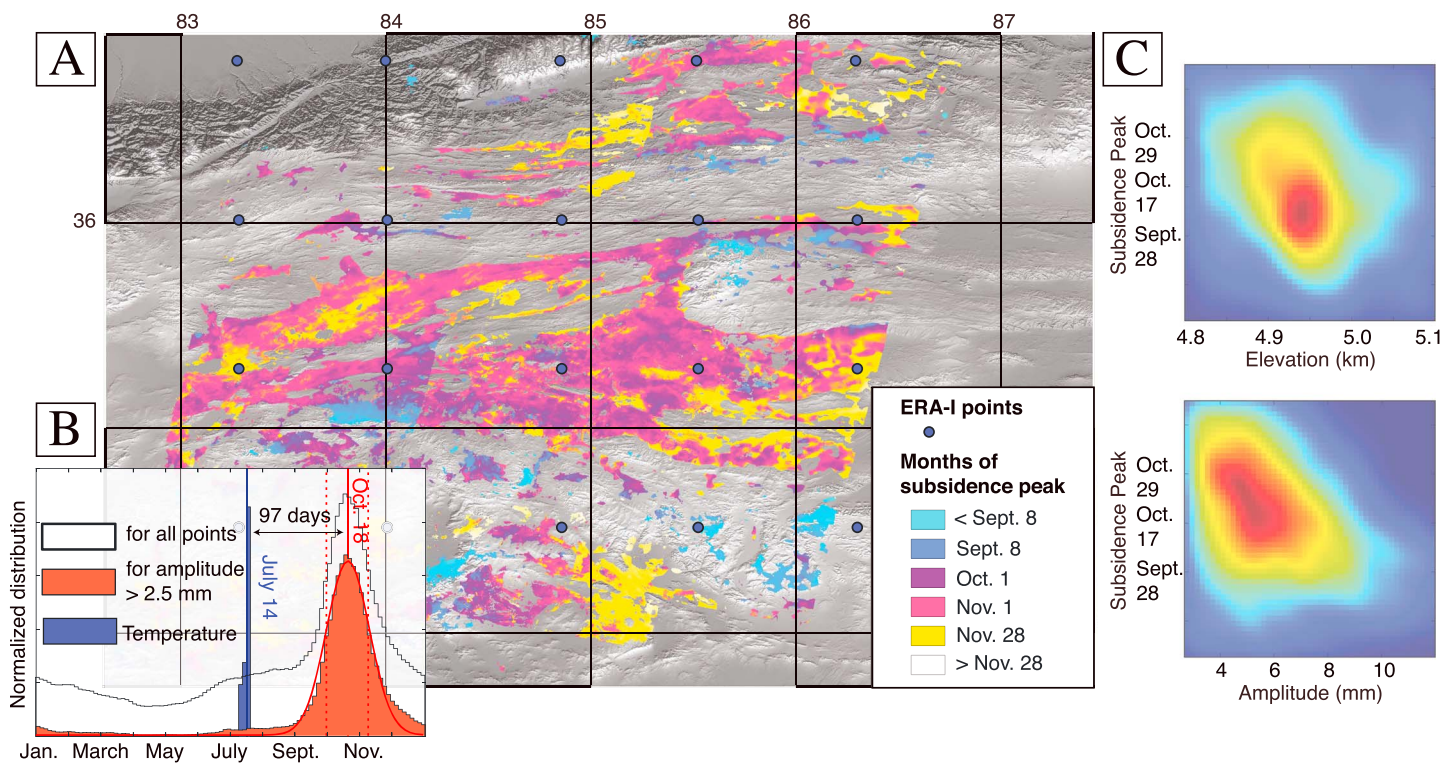 83 84 85 86 87
A
36
B
Normalized distribution
for all points
for amplitude
> 2.5 mm
Temperature
97 days
July 14
Oct. 18
Jan. March May July Sept. Nov.
ERA-I points
Months of
subsidence peak
< Sept. 8
Sept. 8
Oct. 1
Nov. 1
Nov. 28
> Nov. 28
C
Subsidence Peak
Oct.
29
Oct.
17
Sept.
28
4.8 4.9 5.0 5.1
Elevation (km)
Subsidence Peak
Oct.
29
Oct.
17
Sept.
28
4 6 8 10
Amplitude (mm)